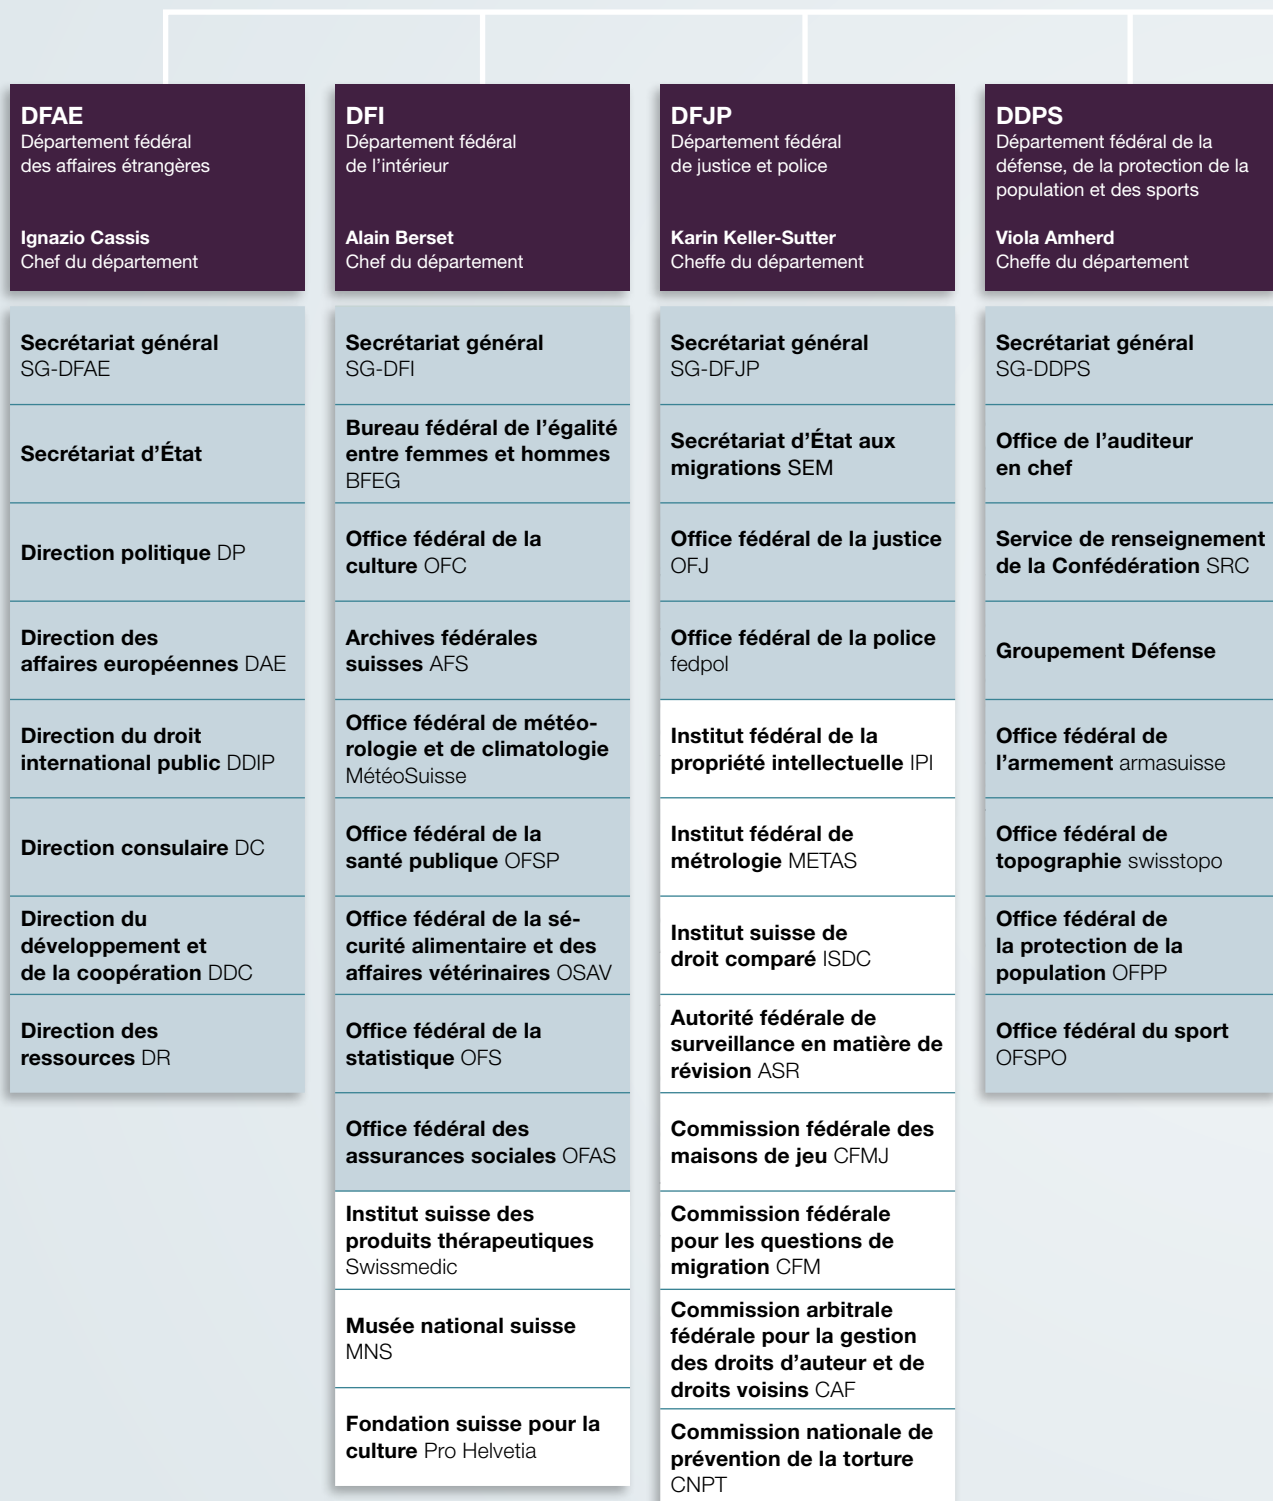 DFAE
Département fédéral
des affaires étrangères
Ignazio Cassis
Chef du département
Secrétariat général
SG-DFAE
Secrétariat d'État
Direction politique DP
Direction des
affaires européennes DAE
Direction du droit
international public DDIP
Direction consulaire DC
Direction du
développement et
de la coopération DDC
Direction des
ressources DR
DFI
Département fédéral
de l'intérieur
Alain Berset
Chef du département
Secrétariat général
SG-DFI
Bureau fédéral de l'égalité
entre femmes et hommes
BFEG
Office fédéral de la
culture OFC
Archives fédérales
suisses AFS
Office fédéral de météo-
rologie et de climatologie
MétéoSuisse
Office fédéral de la
santé publique OFSP
Office fédéral de la sé-
curité alimentaire et des
affaires vétérinaires OSAV
Office fédéral de la
statistique OFS
Office fédéral des
assurances sociales OFAS
Institut suisse des
produits thérapeutiques
Swissmedic
Musée national suisse
MNS
Fondation suisse pour la
culture Pro Helvetia
DFJP
Département fédéral
de justice et police
Karin Keller-Sutter
Cheffe du département
Secrétariat général
SG-DFJP
Secrétariat d'État aux
migrations SEM
Office fédéral de la justice
OFJ
Office fédéral de la police
fedpol
Institut fédéral de la
propriété intellectuelle IPI
Institut fédéral de
métrologie METAS
Institut suisse de
droit comparé ISDC
Autorité fédérale de
surveillance en matière de
révision ASR
Commission fédérale des
maisons de jeu CFMJ
Commission fédérale
pour les questions de
migration CFM
Commission arbitrale
fédérale pour la gestion
des droits d'auteur et de
droits voisins CAF
Commission nationale de
prévention de la torture
CNPT
DDPS
Département fédéral de la
défense, de la protection de la
population et des sports
Viola Amherd
Cheffe du département
Secrétariat général
SG-DDPS
Office de l'auditeur
en chef
Service de renseignement
de la Confédération SRC
Groupement Défense
Office fédéral de
l'armement armasuisse
Office fédéral de
topographie swisstopo
Office fédéral de
la protection de la
population OFPP
Office fédéral du sport
OFSPO